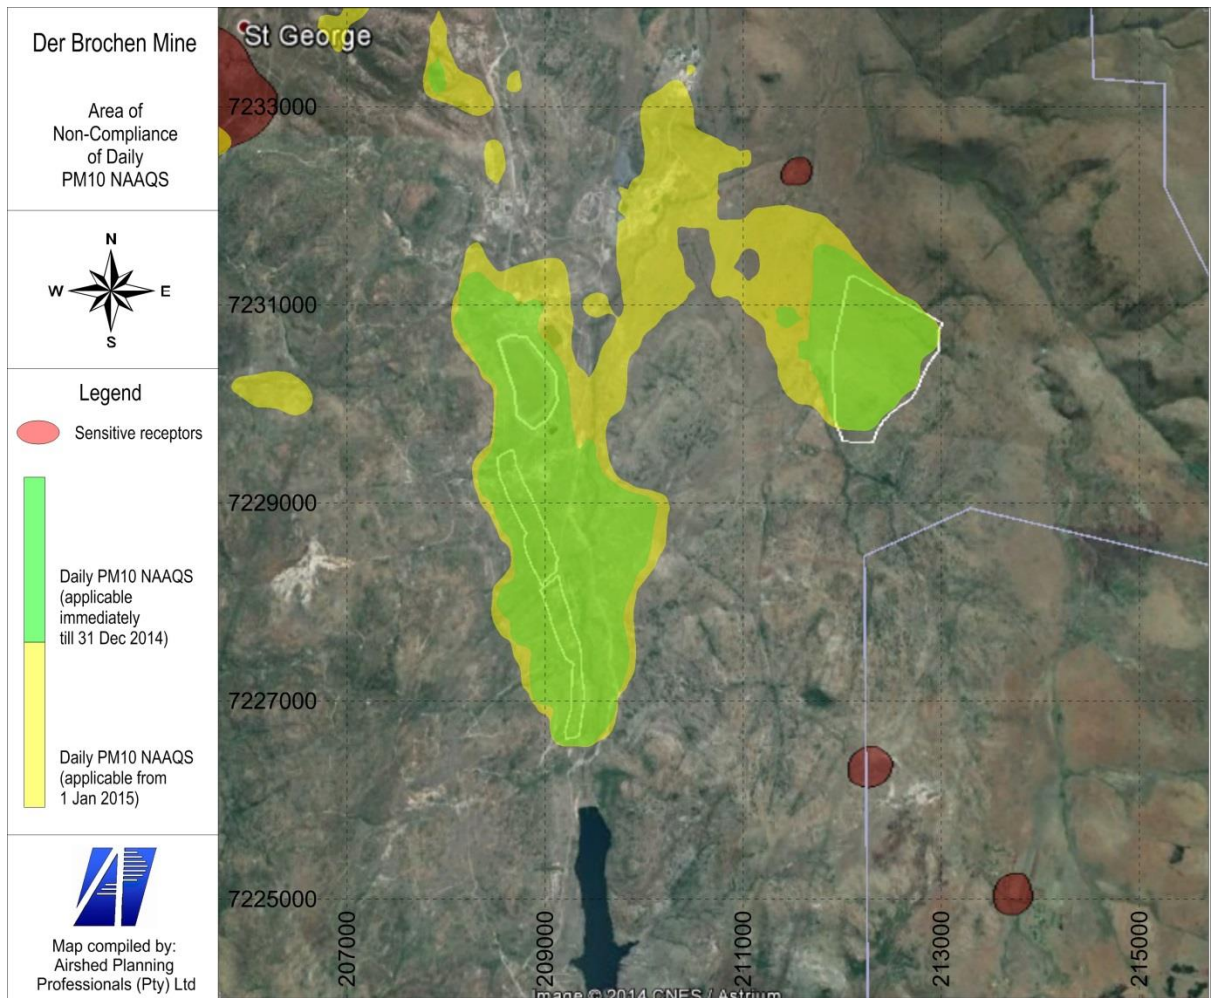 Der Brochen Mine
Area of
Non-Compliance
of Daily
PM10 NAAQS
N
W E
S
Legend
Sensitive receptors
Daily PM10 NAAQS
(applicable
immediately
till 31 Dec 2014)
Daily PM10 NAAQS
(applicable from
1 Jan 2015)
Map compiled by:
Airshed Planning
Professionals (Pty) Ltd
St George
7233000
7231000
7229000
7227000
7225000
207000
209000
211000
213000
215000
Image © 2014 CNES / Astrium